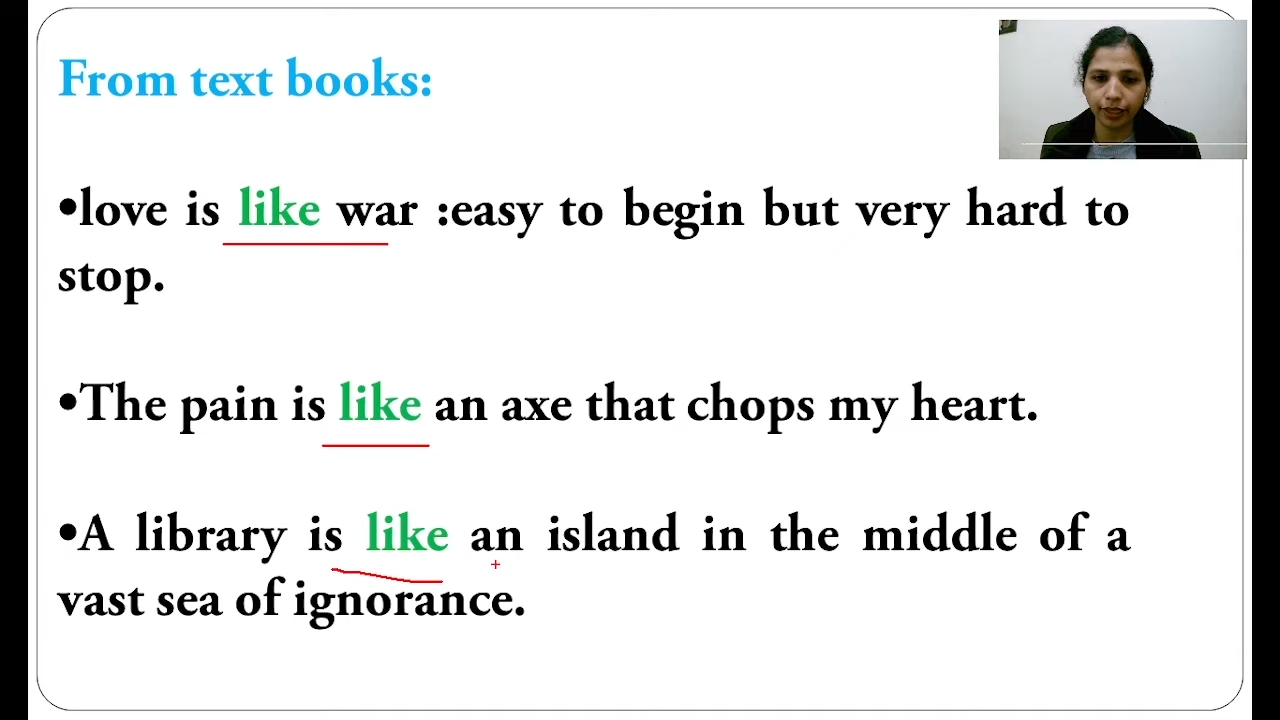 From text books:
•love is like war :easy to begin but very hard to
stop.
•The pain is like an axe that chops my heart.
•A library is like an island in the middle of a
vast sea of ignorance.